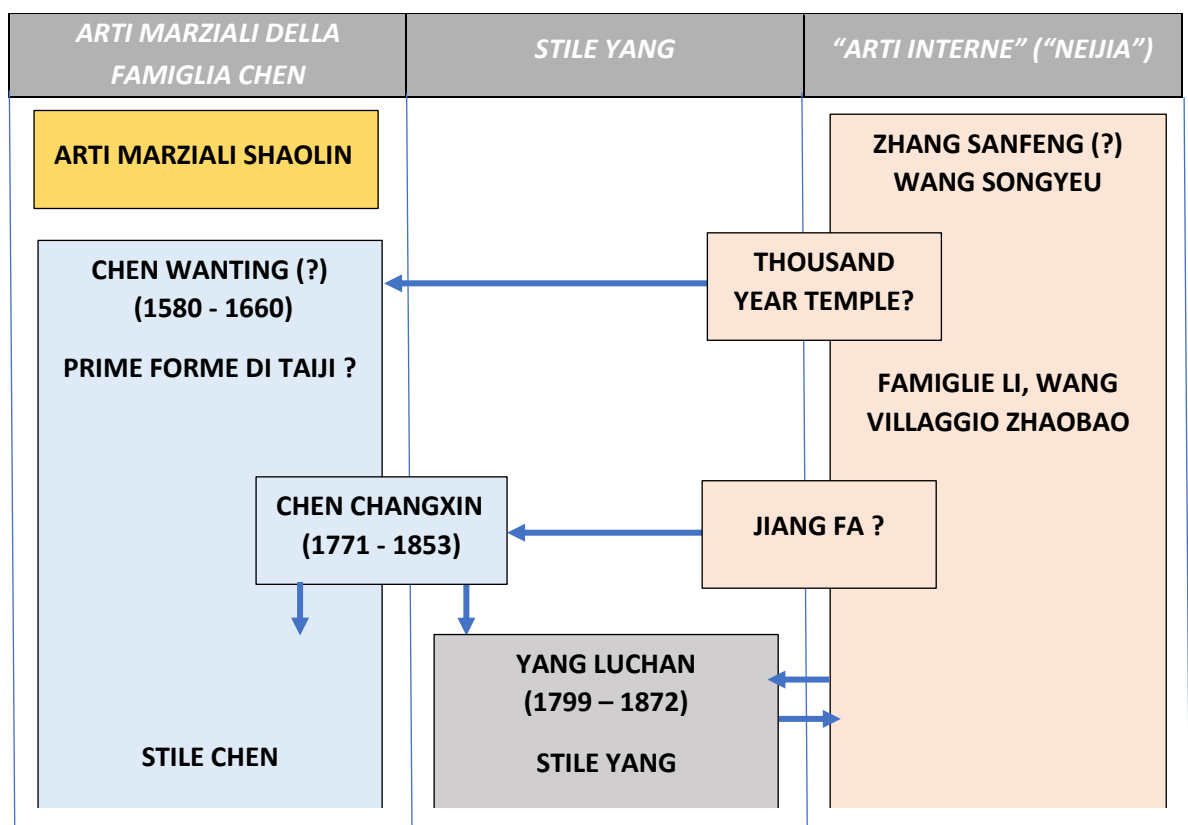 ARTI MARZIALI DELLA
FAMIGLIA CHEN
STILE YANG
“ARTI INTERNE” (“NEIJIA”)
ARTI MARZIALI SHAOLIN
ZHANG SANFENG (?)
WANG SONGYEU
CHEN WANTING (?)
(1580 - 1660)
THOUSAND
YEAR TEMPLE?
PRIME FORME DI TAIJI ?
FAMIGLIE LI, WANG
VILLAGGIO ZHAOBAO
CHEN CHANGXIN
(1771 - 1853)
JIANG FA ?
YANG LUCHAN
(1799 – 1872)
STILE CHEN
STILE YANG